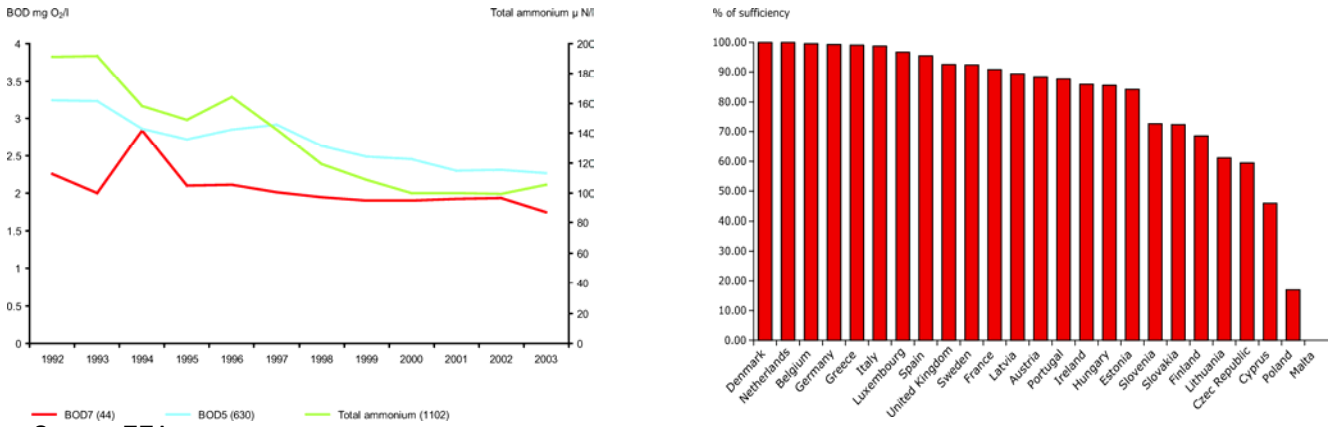 BOD mg O₂/l
Total ammonium µ N/l
4
3.5
3
2.5
2
1.5
1
0.5
0
200
180
160
140
120
100
80
60
40
20
0
1992 1993 1994 1995 1996 1997 1998 1999 2000 2001 2002 2003
BOD7 (44) BOD5 (630) Total ammonium (1102)
Source: EEA
% of sufficiency
100.00
90.00
80.00
70.00
60.00
50.00
40.00
30.00
20.00
10.00
0.00
Denmark
Netherlands
Belgium
Germany
Greece
Italy
Luxembourg
Spain
United Kingdom
Sweden
France
Latvia
Austria
Portugal
Ireland
Hungary
Estonia
Slovenia
Slovakia
Finland
Lithuania
Czec Republic
Cyprus
Poland
Malta